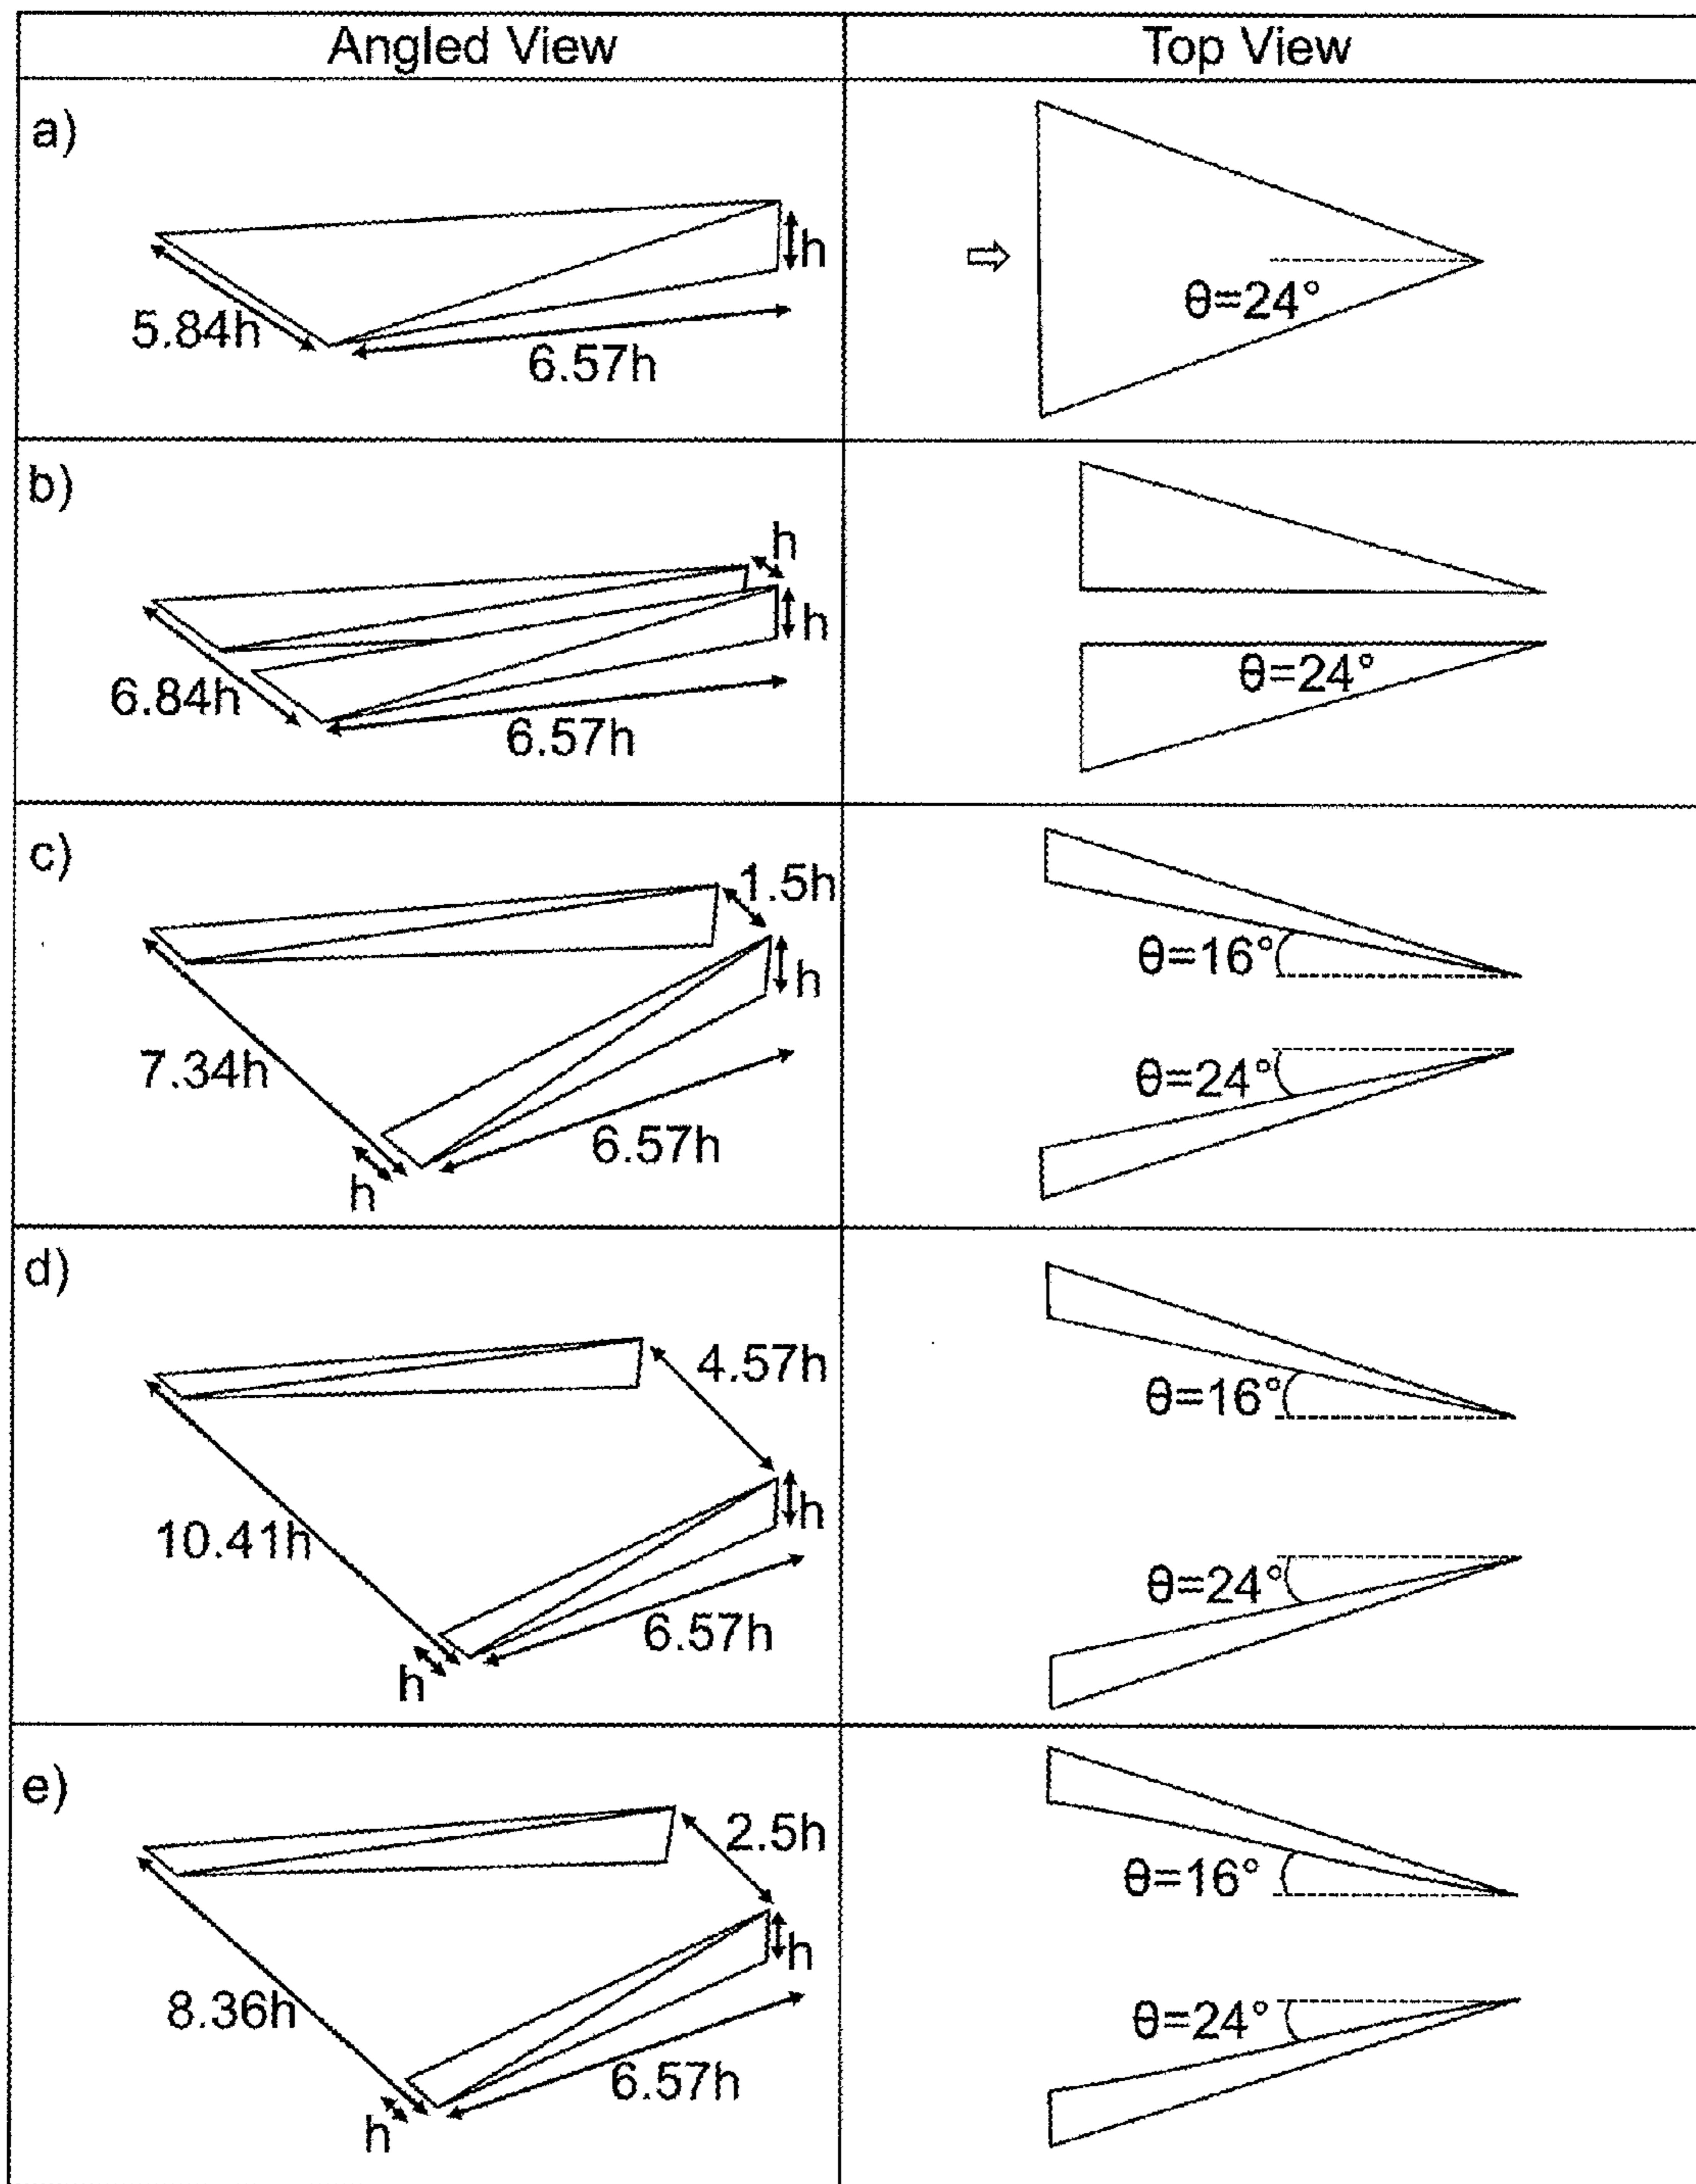 Angled View
Top View
a)
h
5.84h
6.57h
θ=24°
b)
h
h
6.84h
6.57h
θ=24°
c)
1.5h
h
7.34h
6.57h
h
θ=16°
θ=24°
d)
4.57h
h
10.41h
6.57h
h
θ=16°
θ=24°
e)
2.5h
h
8.36h
6.57h
h
θ=16°
θ=24°